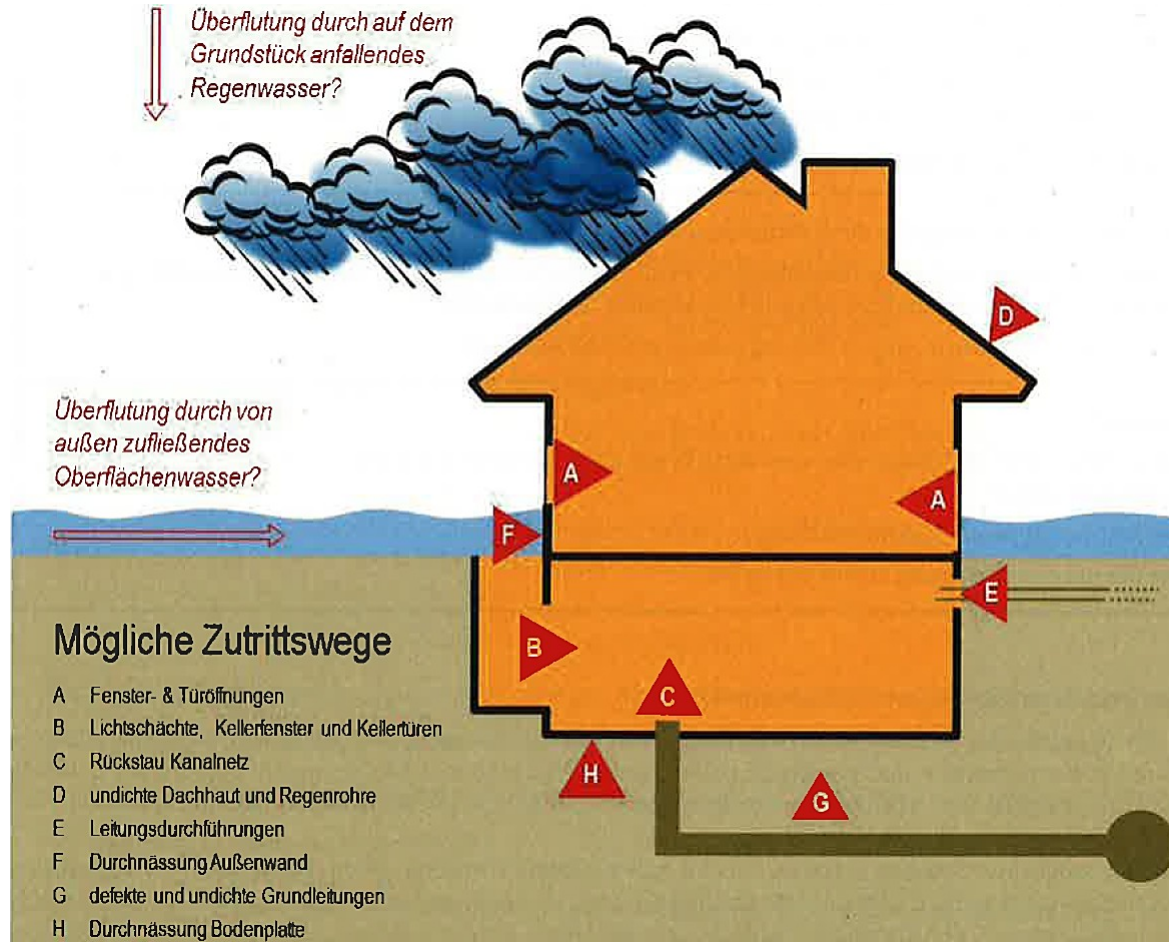 Überflutung durch auf dem
Grundstück anfallendes
Regenwasser?
D
Überflutung durch von
außen zufließendes
Oberflächenwasser?
A
A
F
E
B
C
H
G
Mögliche Zutrittswege
A Fenster- & Türöffnungen
B Lichtschächte, Kellerfenster und Kellertüren
C Rückstau Kanalnetz
D undichte Dachhaut und Regenrohre
E Leitungsdurchführungen
F Durchnässung Außenwand
G defekte und undichte Grundleitungen
H Durchnässung Bodenplatte